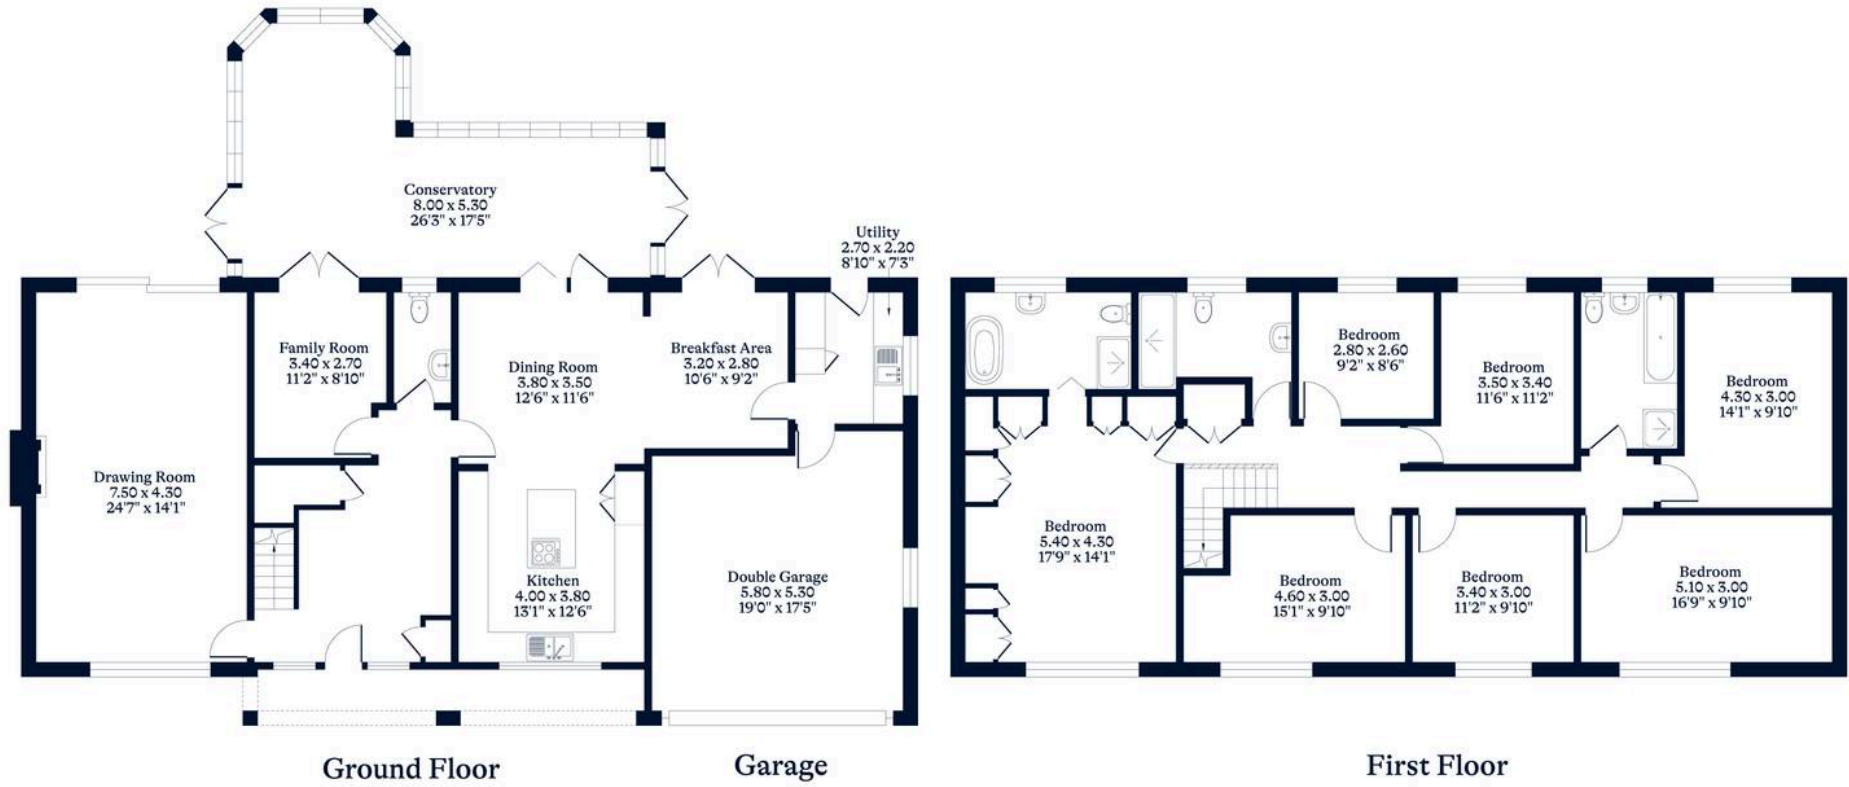 Conservatory
8.00 x 5.30
26'3" x 17'5"
Utility
2.70 x 2.20
8'10" x 7'3"
Family Room
3.40 x 2.70
11'2" x 8'10"
Dining Room
3.80 x 3.50
12'6" x 11'6"
Breakfast Area
3.20 x 2.80
10'6" x 9'2"
Drawing Room
7.50 x 4.30
24'7" x 14'1"
Kitchen
4.00 x 3.80
13'1" x 12'6"
Double Garage
5.80 x 5.30
19'0" x 17'5"
Ground Floor
Garage
Bedroom
2.80 x 2.60
9'2" x 8'6"
Bedroom
3.50 x 3.40
11'6" x 11'2"
Bedroom
4.30 x 3.00
14'1" x 9'10"
Bedroom
5.40 x 4.30
17'9" x 14'1"
Bedroom
4.60 x 3.00
15'1" x 9'10"
Bedroom
3.40 x 3.00
11'2" x 9'10"
Bedroom
5.10 x 3.00
16'9" x 9'10"
First Floor